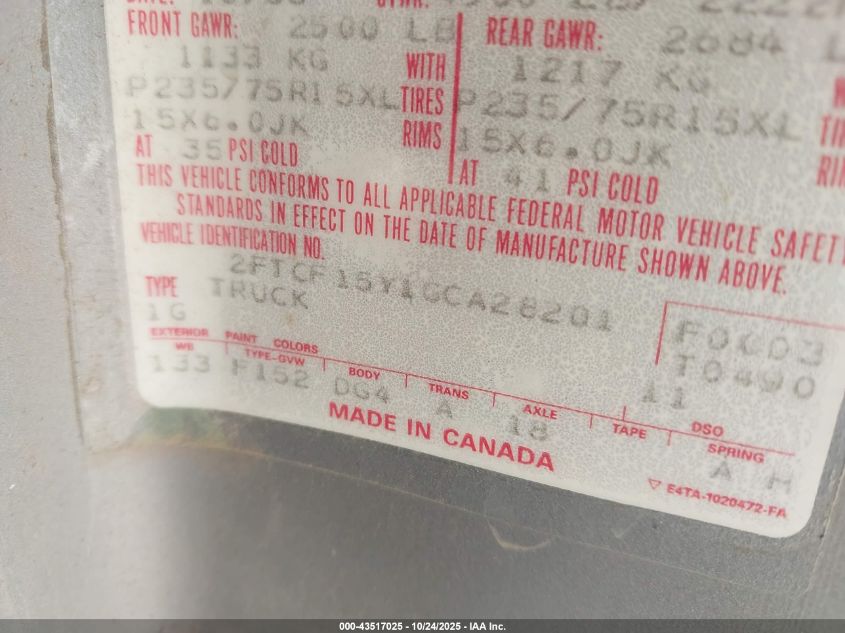 FRONT GAWR: 2500 LB REAR GAWR: 2684 L
1133 KG WITH 1217 KG
P235/75R15XL TIRES P235/75R15XL TI
15X6.0JK RIMS 15X6.0JK RI
AT 35 PSI COLD AT 41 PSI COLD
THIS VEHICLE CONFORMS TO ALL APPLICABLE FEDERAL MOTOR VEHICLE SAFETY
STANDARDS IN EFFECT ON THE DATE OF MANUFACTURE SHOWN ABOVE.
VEHICLE IDENTIFICATION NO.
2FTCF15Y1GCA28201
TYPE TRUCK
1G
T0490
11
EXTERIOR PAINT COLORS DSO
WB TYPE-GVW BODY TRANS AXLE TAPE SPRING
133 F152 DG4 A 18 A H
MADE IN CANADA
▽ E4TA-1020472-FA
000-43517025 - 10/24/2025 - IAA Inc.